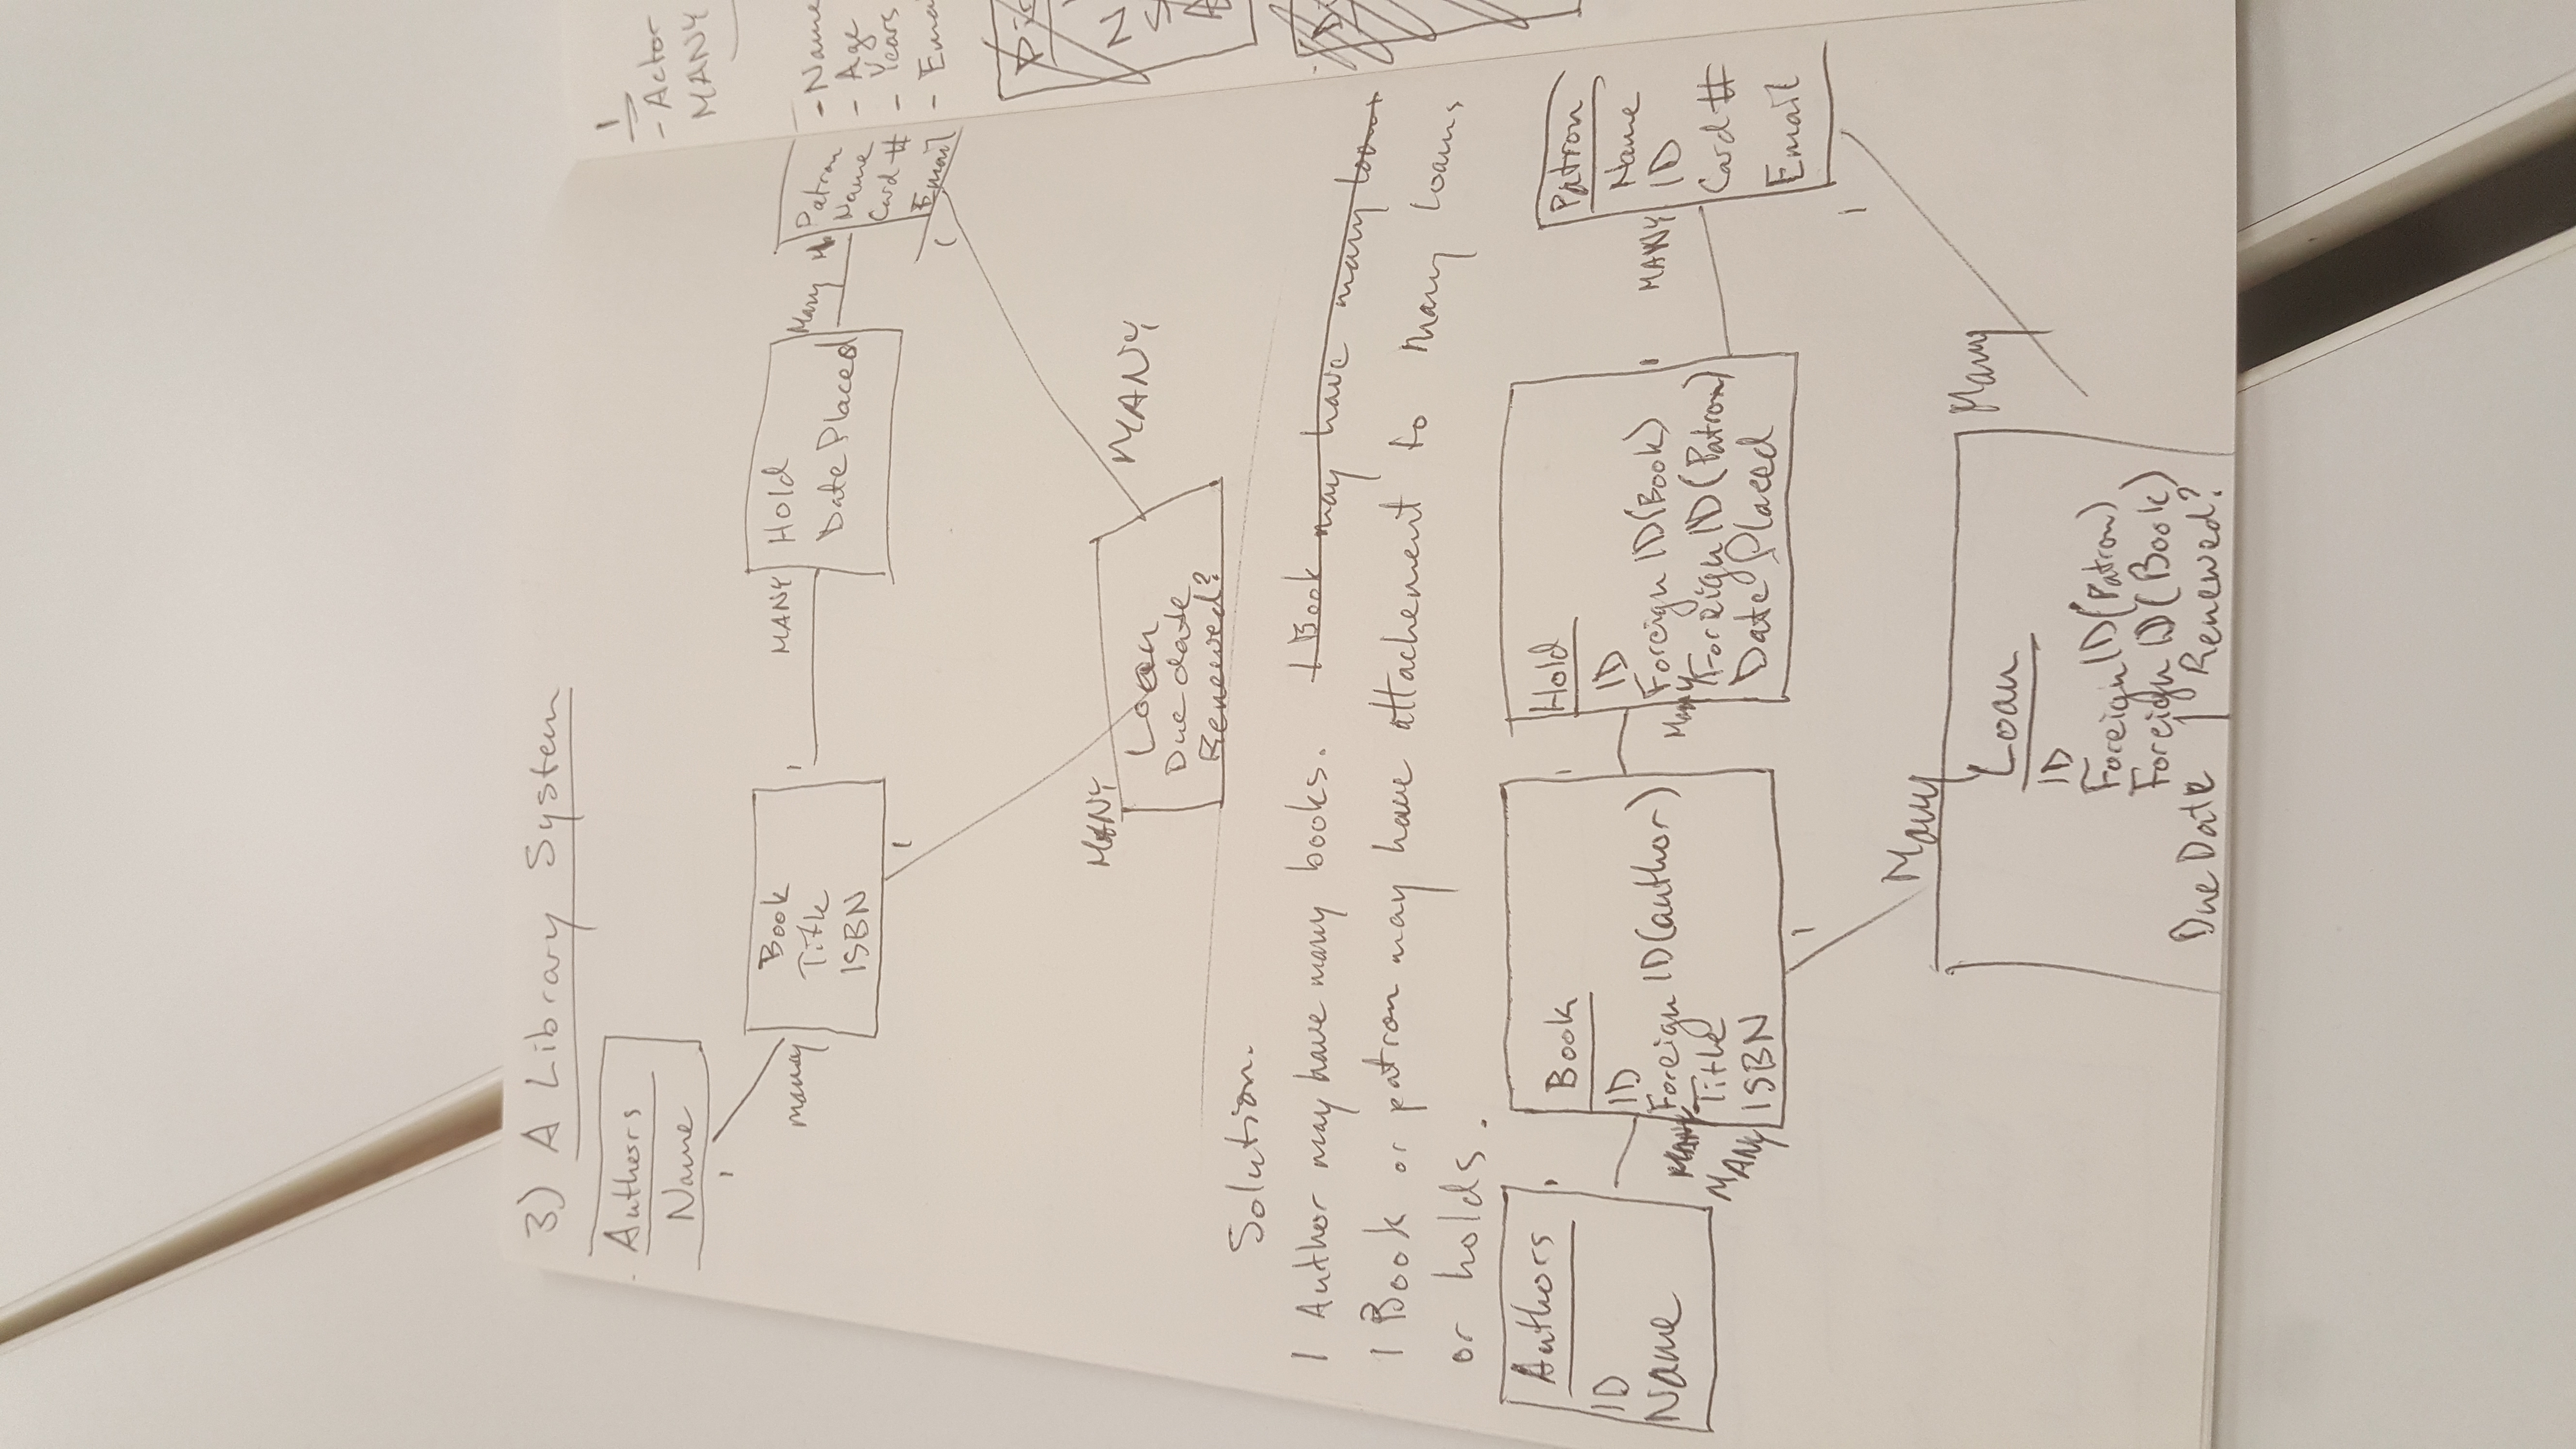 3) A Library System
Authors
Name
1
many
Book
Title
ISBN
1
MANY
Hold
Date Placed
Many
Patron
Name
Card #
Email
1
1
MANY
MANY
Loan
Due date
Renewed?
Solution.
1 Author may have many books. 1 Book may have many loans
1 Book or patron may have attachement to many loans
or holds.
Authors
ID
Name
1
MANY
MANY
Book
ID
Foreign ID (author)
Title
ISBN
1
Many
Hold
ID
Foreign ID (Book)
Foreign ID (Patron)
Date Placed
1
MANY
Patron
Name
ID
Card #
Email
1
Many
1
Many
Loan
ID
Foreign ID (Patron)
Foreign ID (Book)
Due Date | Renewed?
1
- Actor
MANY
- Name
- Age
- Years